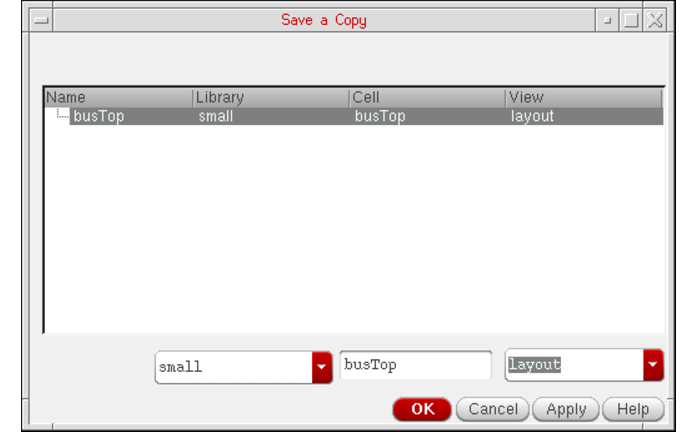 Save a Copy
Name Library Cell View
busTop small busTop layout
small busTop layout
OK Cancel Apply Help